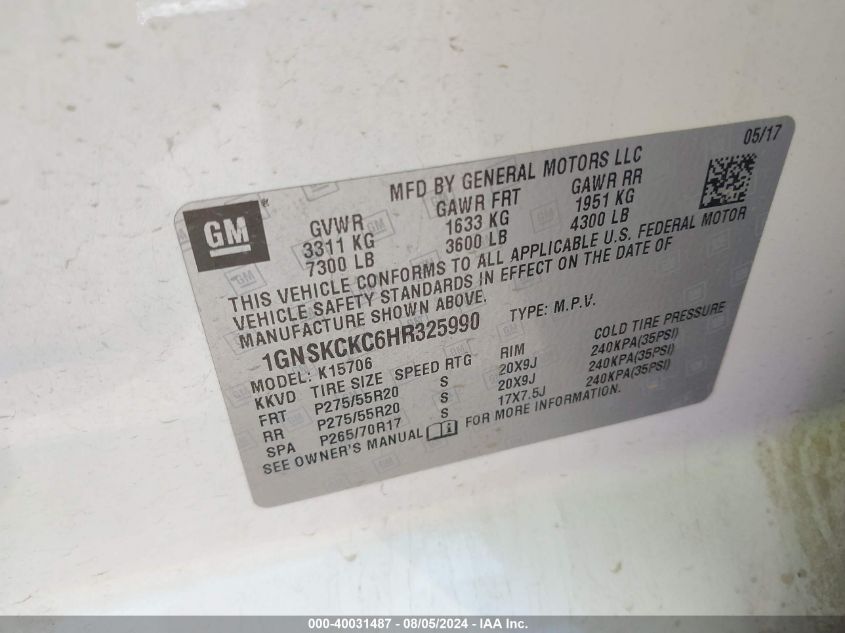 05/17
MFD BY GENERAL MOTORS LLC
GM
GVWR GAWR FRT GAWR RR
3311 KG 1633 KG 1951 KG
7300 LB 3600 LB 4300 LB
THIS VEHICLE CONFORMS TO ALL APPLICABLE U.S. FEDERAL MOTOR
VEHICLE SAFETY STANDARDS IN EFFECT ON THE DATE OF
MANUFACTURE SHOWN ABOVE.
1GNSKCKC6HR325990 TYPE: M.P.V.
MODEL: K15706
KKVD TIRE SIZE SPEED RTG RIM COLD TIRE PRESSURE
FRT P275/55R20 S 20X9J 240KPA(35PSI)
RR P275/55R20 S 20X9J 240KPA(35PSI)
SPA P265/70R17 S 17X7.5J 240KPA(35PSI)
SEE OWNER'S MANUAL FOR MORE INFORMATION.
000-40031487 - 08/05/2024 - IAA Inc.